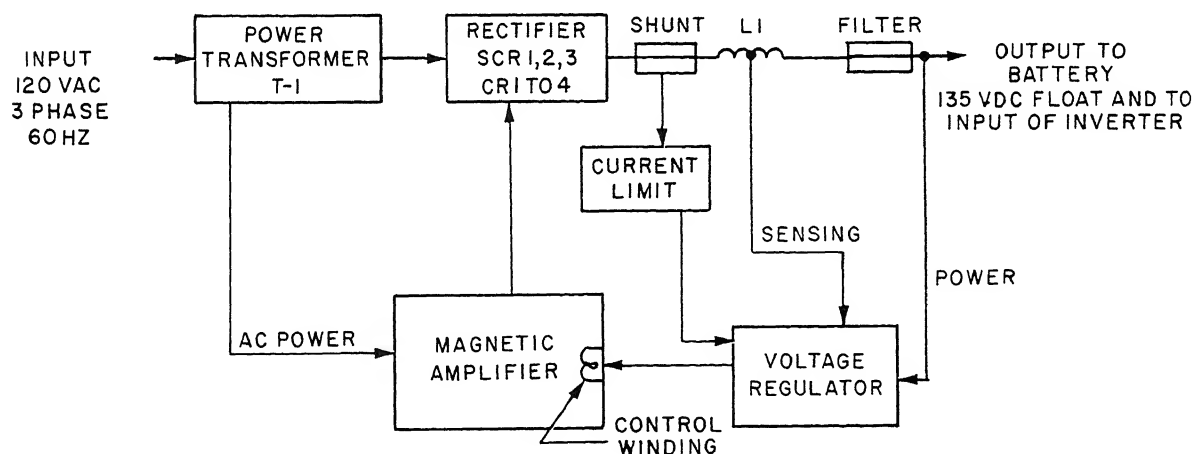 INPUT
120 VAC
3 PHASE
60 HZ
POWER
TRANSFORMER
T-1
RECTIFIER
SCR 1, 2, 3
CR1 TO 4
SHUNT
L1
FILTER
OUTPUT TO
BATTERY
135 VDC FLOAT AND TO
INPUT OF INVERTER
CURRENT
LIMIT
SENSING
POWER
AC POWER
MAGNETIC
AMPLIFIER
VOLTAGE
REGULATOR
CONTROL
WINDING